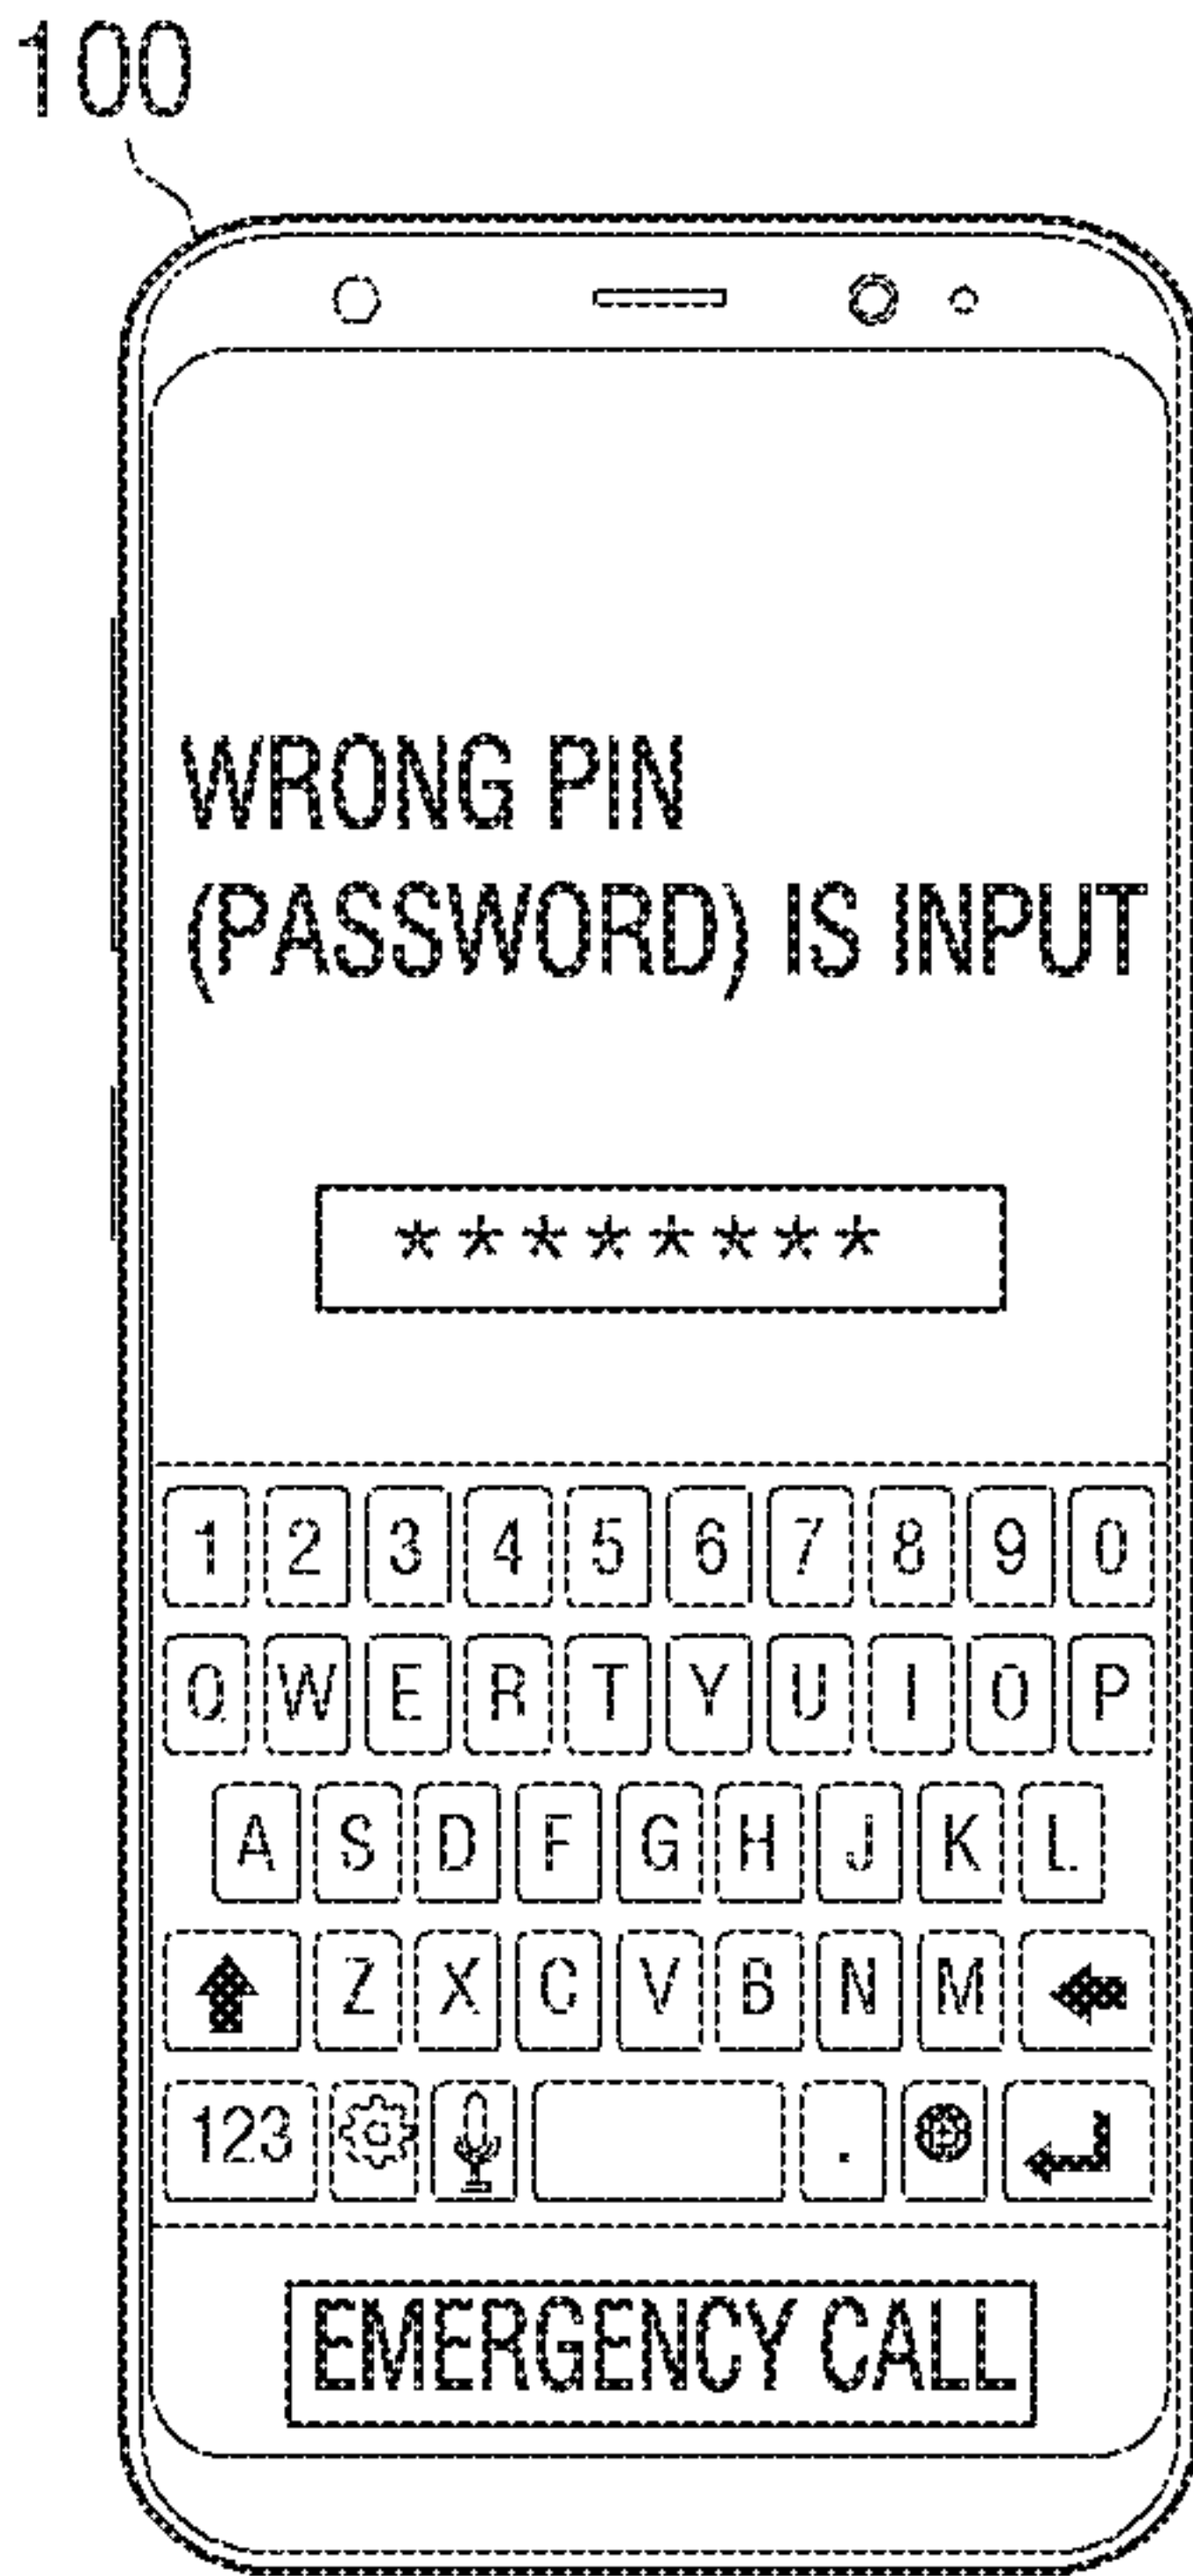 100
WRONG PIN
(PASSWORD) IS INPUT
********
1 2 3 4 5 6 7 8 9 0
Q W E R T Y U I O P
A S D F G H J K L
Z X C V B N M
123 .
EMERGENCY CALL